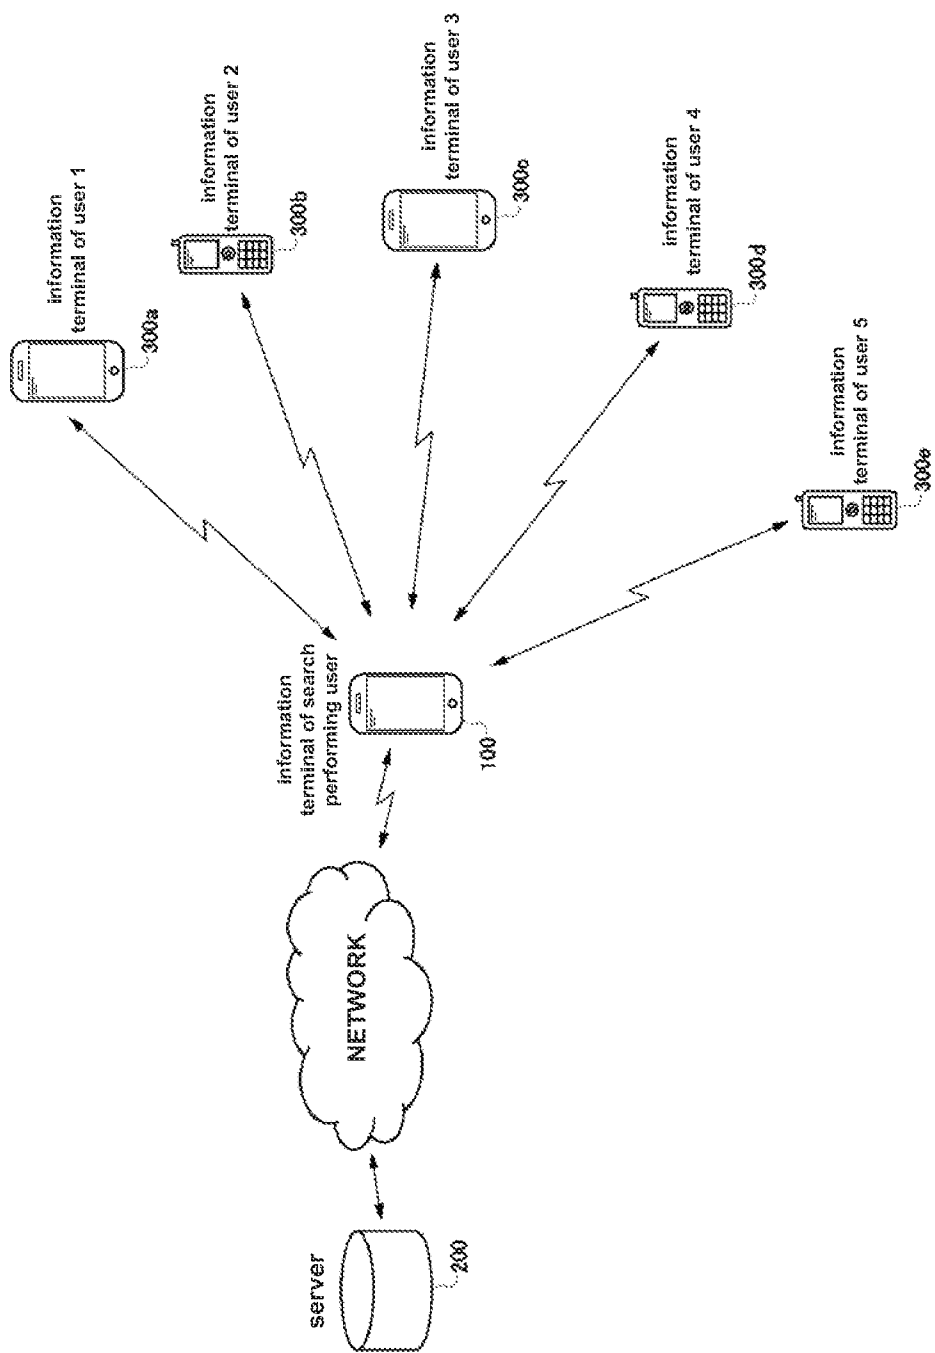 server
200
NETWORK
information
terminal of search
performing user
100
information
terminal of user 1
300a
information
terminal of user 2
300b
information
terminal of user 3
300c
information
terminal of user 4
300d
information
terminal of user 5
300e